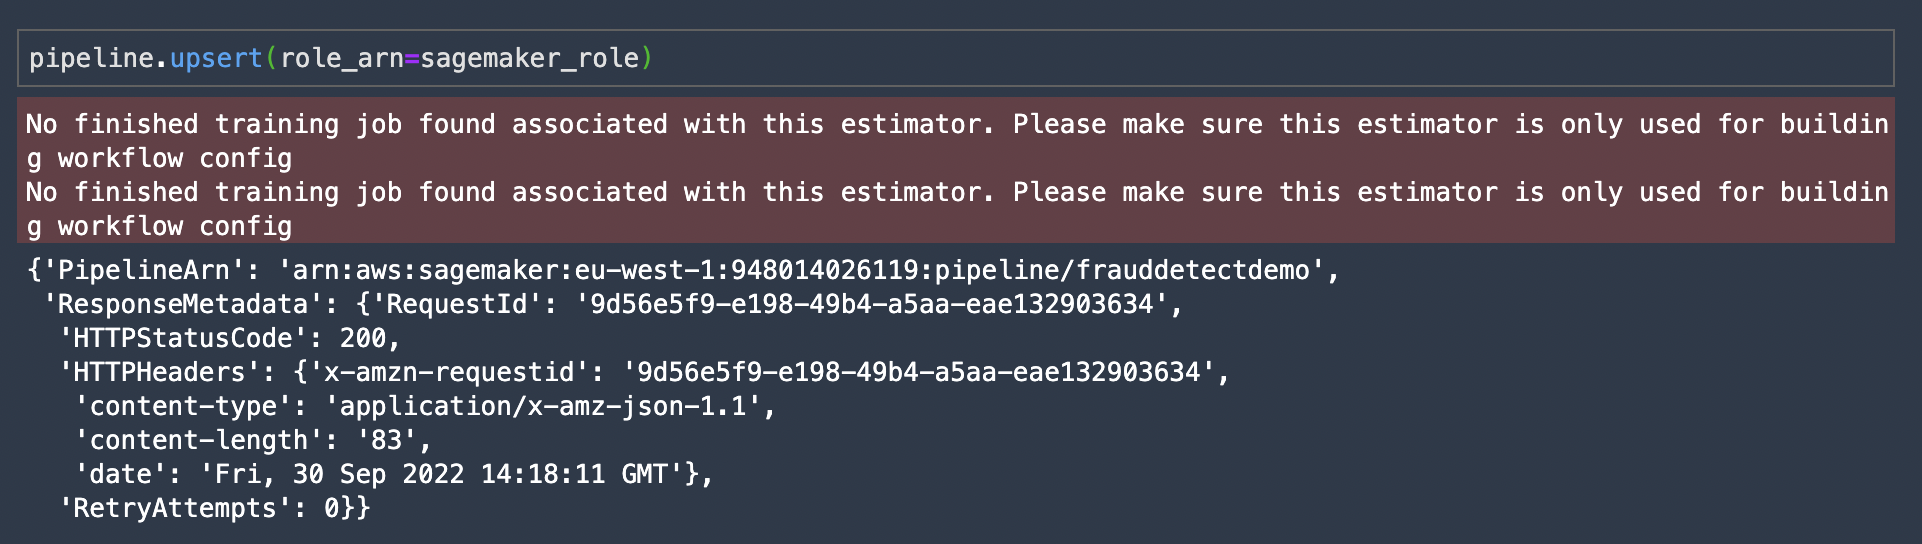 pipeline.upsert(role_arn=sagemaker_role)
No finished training job found associated with this estimator. Please make sure this estimator is only used for buildin
g workflow config
No finished training job found associated with this estimator. Please make sure this estimator is only used for buildin
g workflow config
{'PipelineArn': 'arn:aws:sagemaker:eu-west-1:948014026119:pipeline/frauddetectdemo',
 'ResponseMetadata': {'RequestId': '9d56e5f9-e198-49b4-a5aa-eae132903634',
  'HTTPStatusCode': 200,
  'HTTPHeaders': {'x-amzn-requestid': '9d56e5f9-e198-49b4-a5aa-eae132903634',
   'content-type': 'application/x-amz-json-1.1',
   'content-length': '83',
   'date': 'Fri, 30 Sep 2022 14:18:11 GMT'},
  'RetryAttempts': 0}}